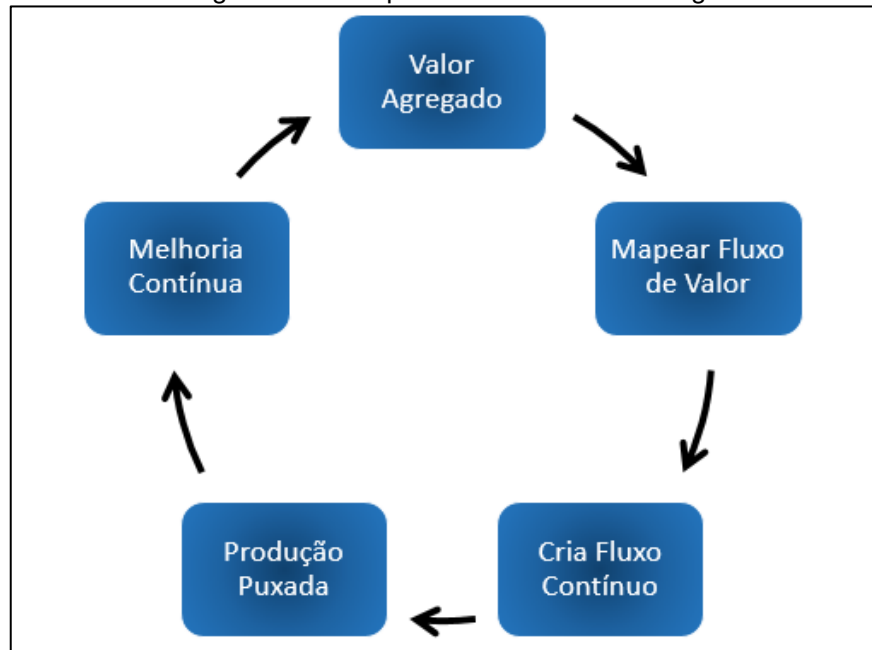 Valor
Agregado
Mapear Fluxo
de Valor
Cria Fluxo
Contínuo
Produção
Puxada
Melhoria
Contínua